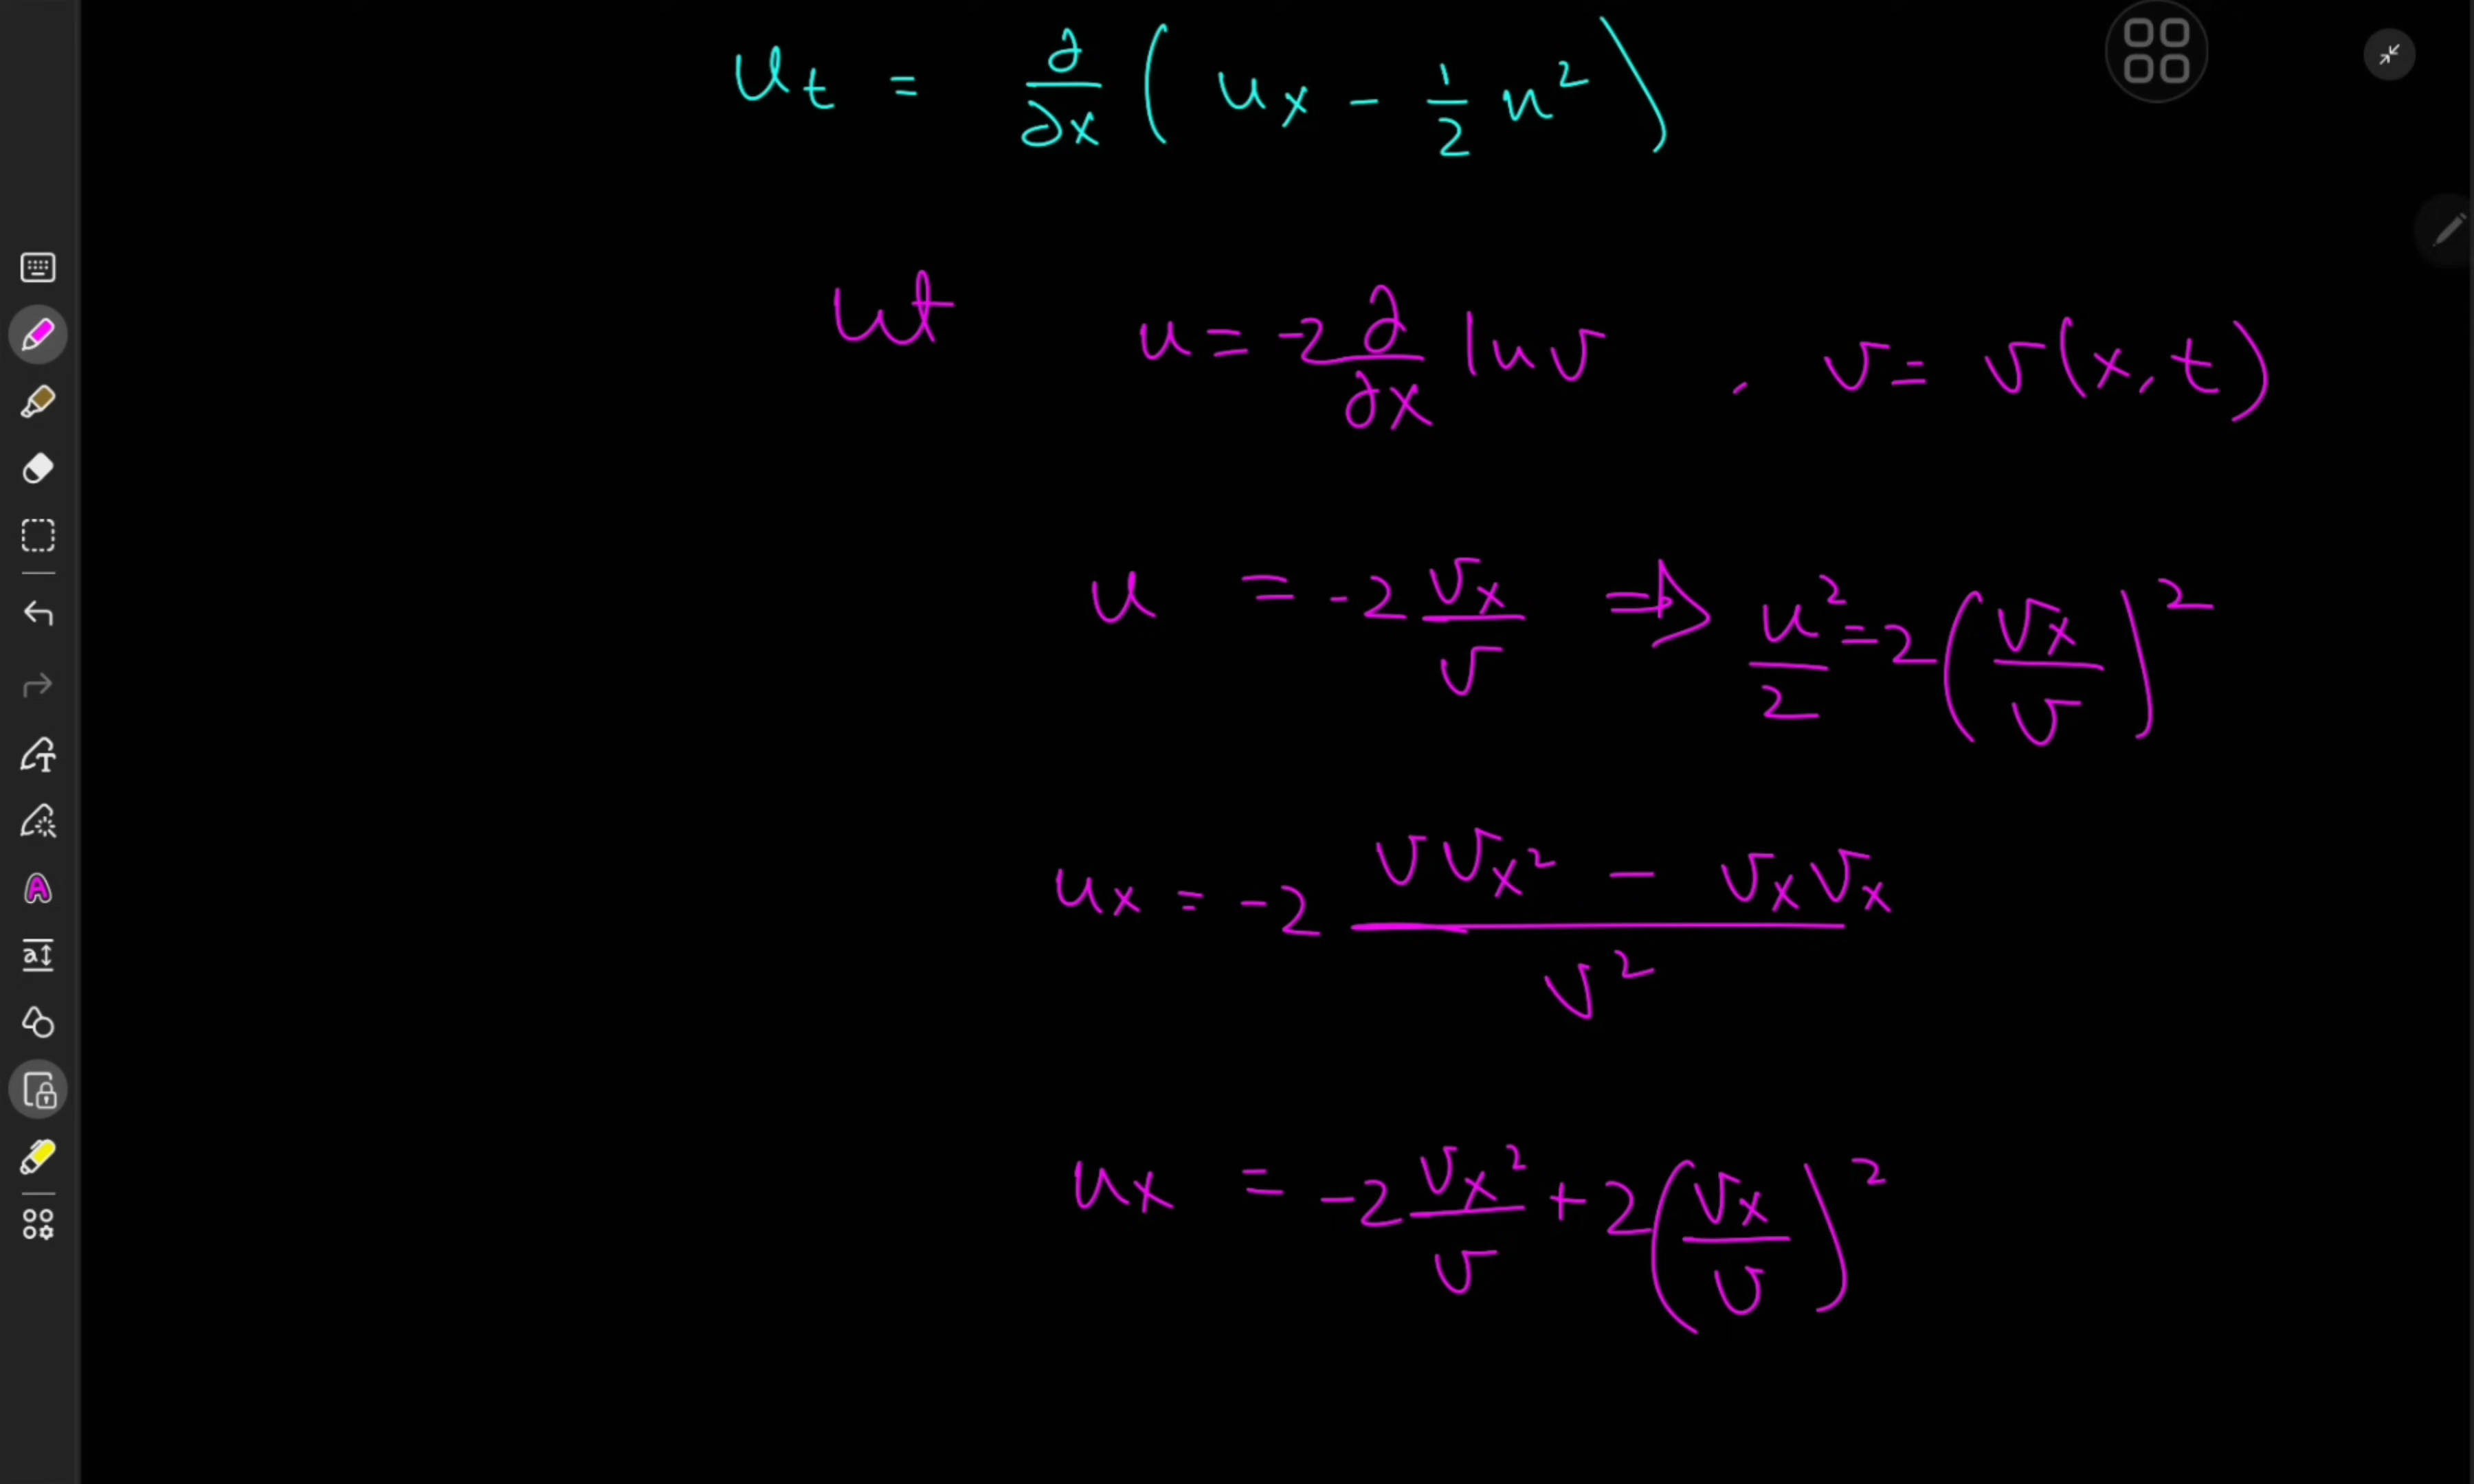 u_t = ∂/∂x ( u_x - 1/2 u² )
let u = -2 ∂/∂x ln v , v = v(x,t)
u = -2 v_x/v ⇒ u²/2 = 2 (v_x/v)²
u_x = -2 (v v_x² - v_x v_x)/v²
u_x = -2 v_x²/v + 2 (v_x/v)²